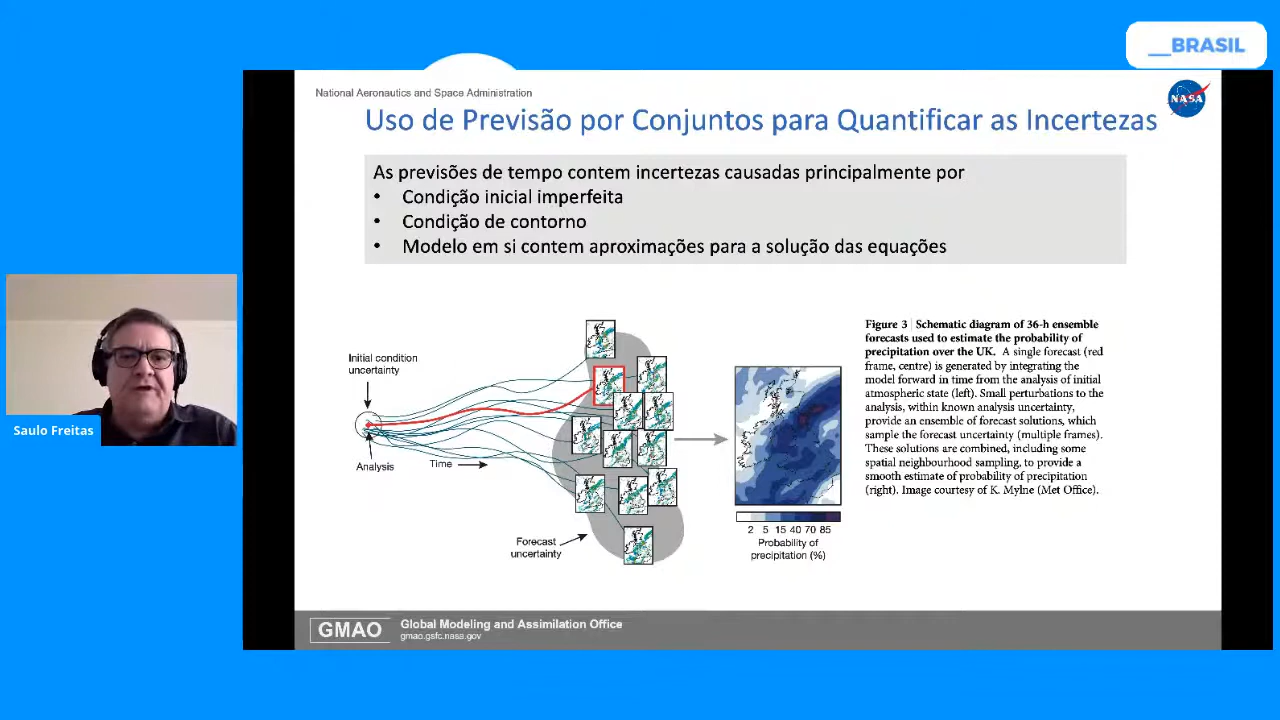 __BRASIL
National Aeronautics and Space Administration
NASA
Uso de Previsão por Conjuntos para Quantificar as Incertezas
As previsões de tempo contem incertezas causadas principalmente por
• Condição inicial imperfeita
• Condição de contorno
• Modelo em si contem aproximações para a solução das equações
Saulo Freitas
Initial condition
uncertainty
Analysis
Time
Forecast
uncertainty
2 5 15 40 70 85
Probability of
precipitation (%)
Figure 3 | Schematic diagram of 36-h ensemble
forecasts used to estimate the probability of
precipitation over the UK. A single forecast (red
frame, centre) is generated by integrating the
model forward in time from the analysis of initial
atmospheric state (left). Small perturbations to the
analysis, within known analysis uncertainty,
provide an ensemble of forecast solutions, which
sample the forecast uncertainty (multiple frames).
These solutions are combined, including some
spatial neighbourhood sampling, to provide a
smooth estimate of probability of precipitation
(right). Image courtesy of K. Mylne (Met Office).
GMAO
Global Modeling and Assimilation Office
gmao.gsfc.nasa.gov